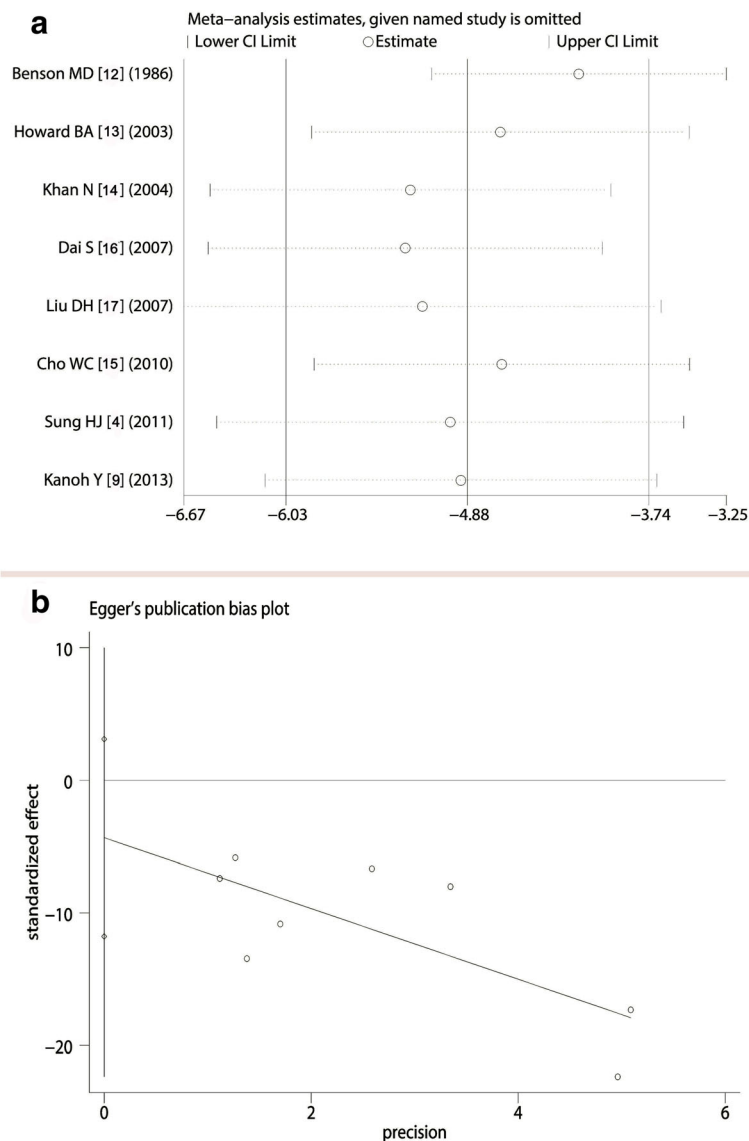 a
Meta−analysis estimates, given named study is omitted
Lower CI Limit Estimate Upper CI Limit
Benson MD [12] (1986)
Howard BA [13] (2003)
Khan N [14] (2004)
Dai S [16] (2007)
Liu DH [17] (2007)
Cho WC [15] (2010)
Sung HJ [4] (2011)
Kanoh Y [9] (2013)
−6.67 −6.03 −4.88 −3.74 −3.25
b
Egger's publication bias plot
10
0
−10
−20
standardized effect
0 2 4 6
precision